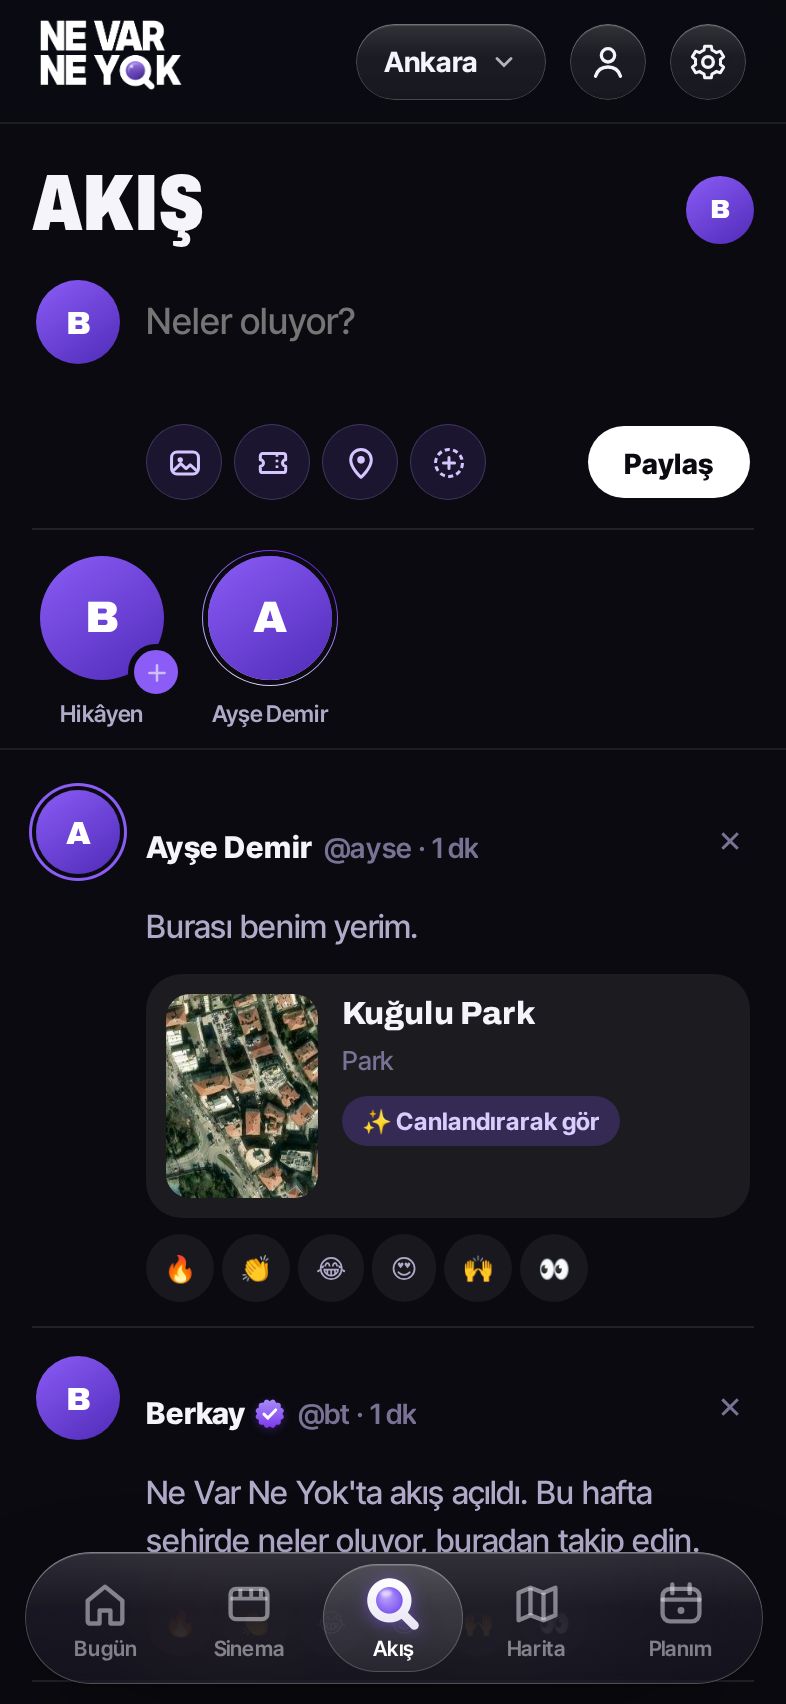 NE VAR
NE YOK
Ankara
AKIŞ
B
B
Neler oluyor?
Paylaş
B
A
Hikâyen
Ayşe Demir
A
Ayşe Demir @ayse · 1 dk
Burası benim yerim.
Kuğulu Park
Park
✨ Canlandırarak gör
B
Berkay @bt · 1 dk
Ne Var Ne Yok'ta akış açıldı. Bu hafta
şehirde neler oluyor, buradan takip edin.
Bugün
Sinema
Akış
Harita
Planım